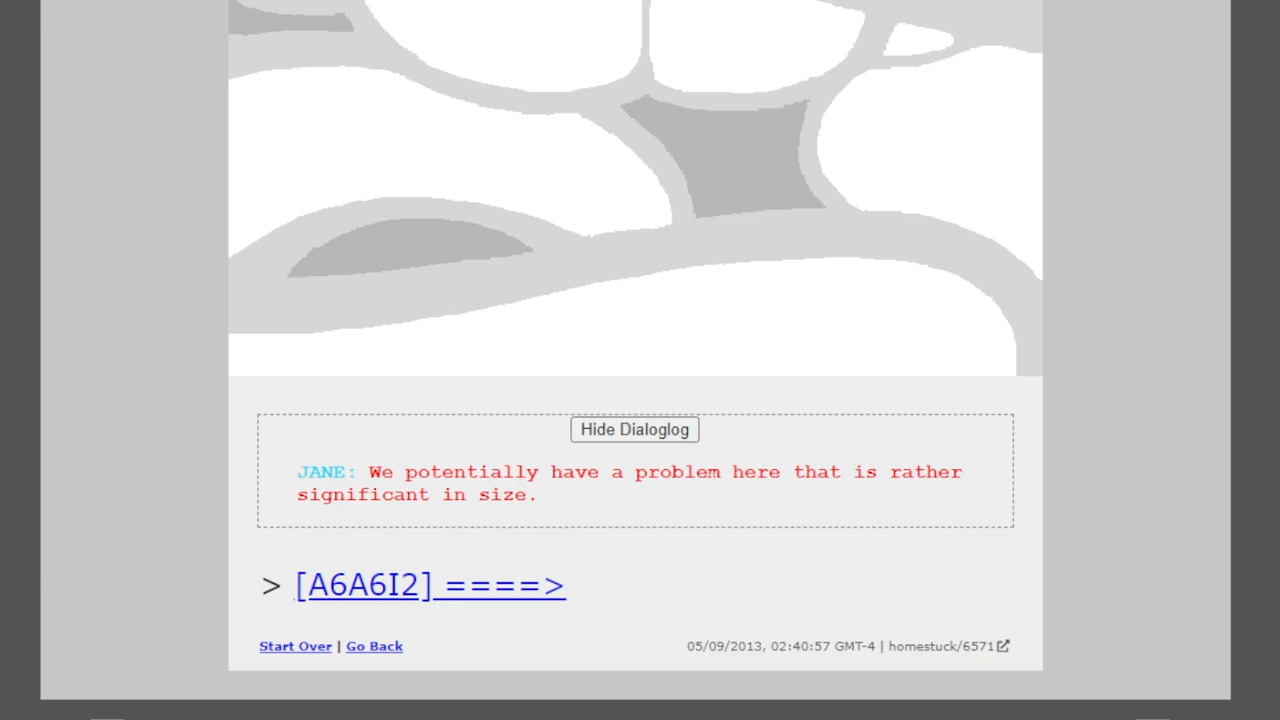 Hide Dialoglog
JANE: We potentially have a problem here that is rather
significant in size.
> [A6A6I2] ====>
Start Over | Go Back
05/09/2013, 02:40:57 GMT-4 | homestuck/6571